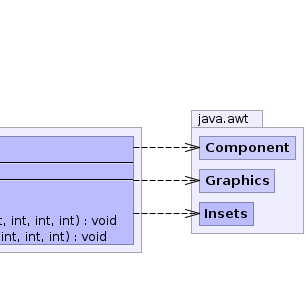 java.awt
Component
Graphics
Insets
, int, int, int) : void
int, int, int) : void